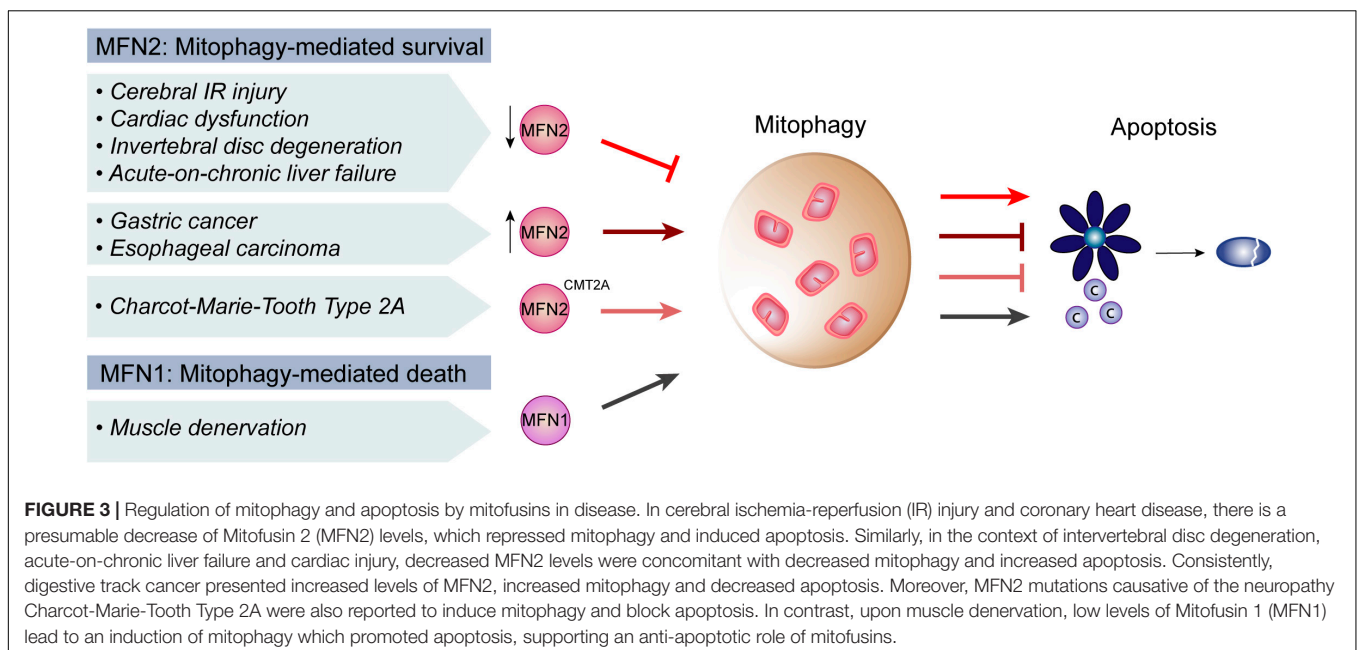 MFN2: Mitophagy-mediated survival
• Cerebral IR injury
• Cardiac dysfunction
• Invertebral disc degeneration
• Acute-on-chronic liver failure
MFN2
• Gastric cancer
• Esophageal carcinoma
MFN2
• Charcot-Marie-Tooth Type 2A
MFN2 CMT2A
MFN1: Mitophagy-mediated death
• Muscle denervation
MFN1
Mitophagy
Apoptosis
C
C
C
FIGURE 3 | Regulation of mitophagy and apoptosis by mitofusins in disease. In cerebral ischemia-reperfusion (IR) injury and coronary heart disease, there is a
presumable decrease of Mitofusin 2 (MFN2) levels, which repressed mitophagy and induced apoptosis. Similarly, in the context of intervertebral disc degeneration,
acute-on-chronic liver failure and cardiac injury, decreased MFN2 levels were concomitant with decreased mitophagy and increased apoptosis. Consistently,
digestive track cancer presented increased levels of MFN2, increased mitophagy and decreased apoptosis. Moreover, MFN2 mutations causative of the neuropathy
Charcot-Marie-Tooth Type 2A were also reported to induce mitophagy and block apoptosis. In contrast, upon muscle denervation, low levels of Mitofusin 1 (MFN1)
lead to an induction of mitophagy which promoted apoptosis, supporting an anti-apoptotic role of mitofusins.